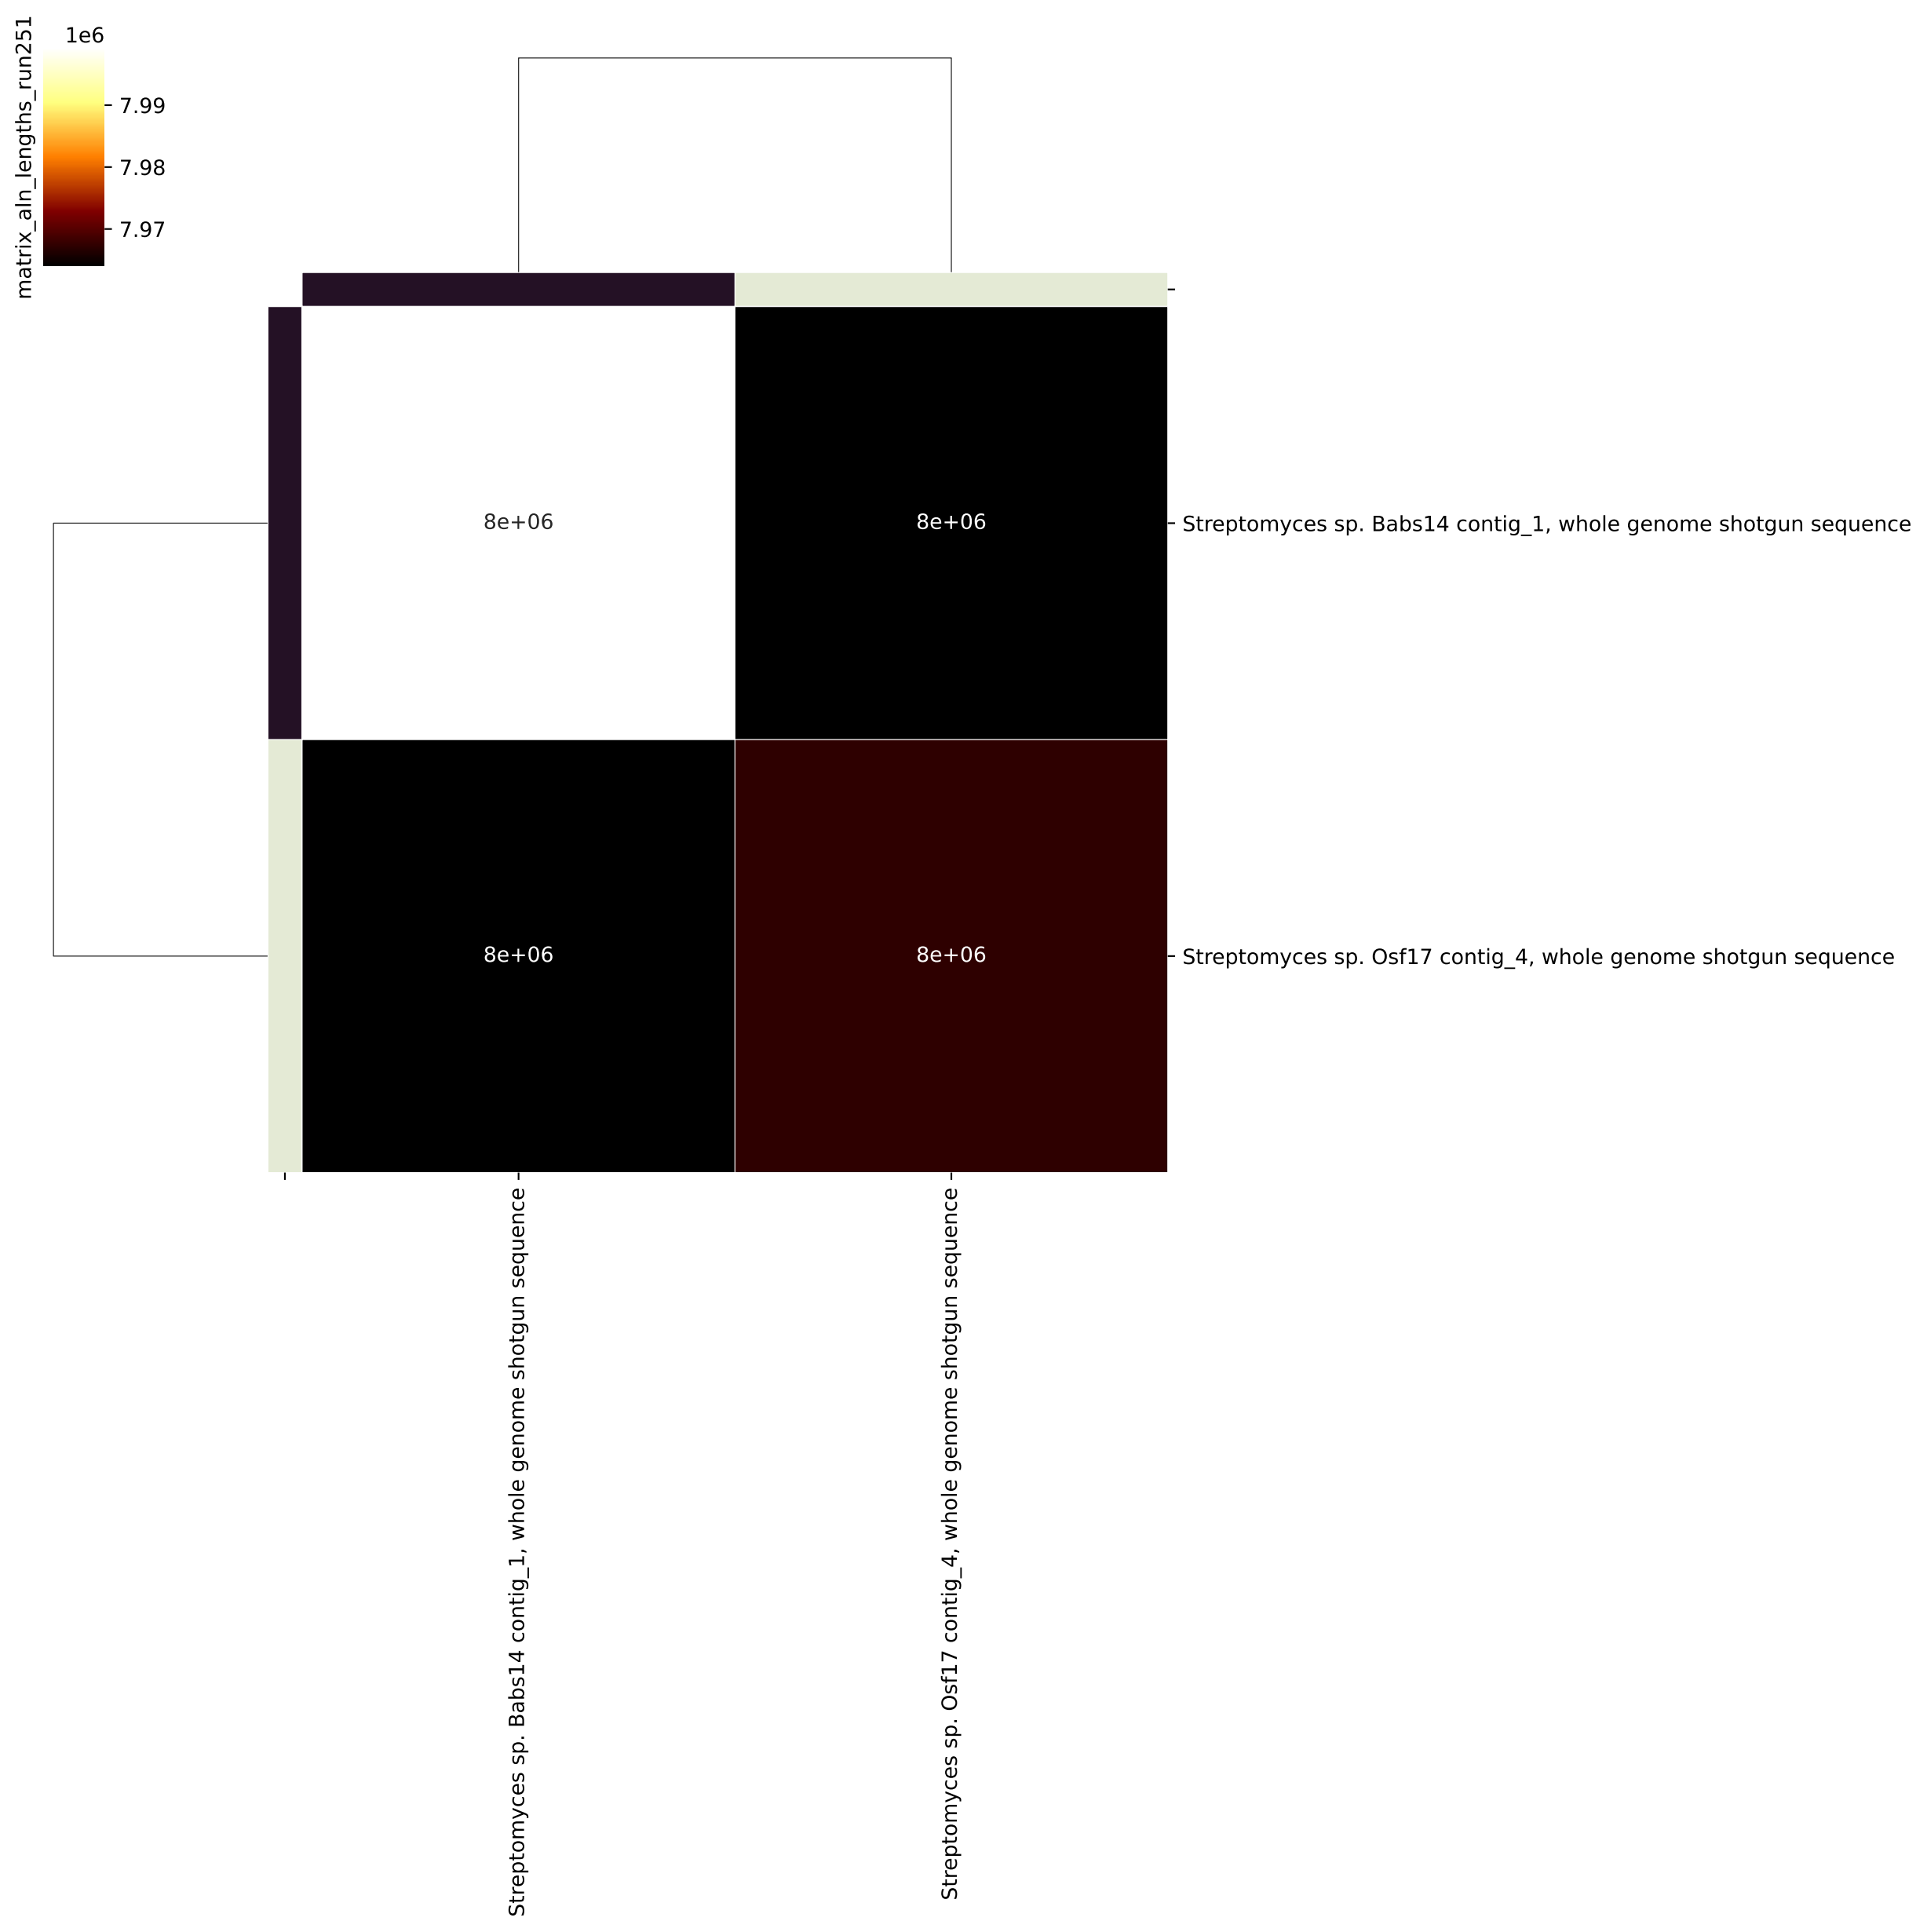 matrix_aln_lengths_run251
1e6
7.99
7.98
7.97
8e+06
8e+06
Streptomyces sp. Babs14 contig_1, whole genome shotgun sequence
8e+06
8e+06
Streptomyces sp. Osf17 contig_4, whole genome shotgun sequence
Streptomyces sp. Babs14 contig_1, whole genome shotgun sequence
Streptomyces sp. Osf17 contig_4, whole genome shotgun sequence